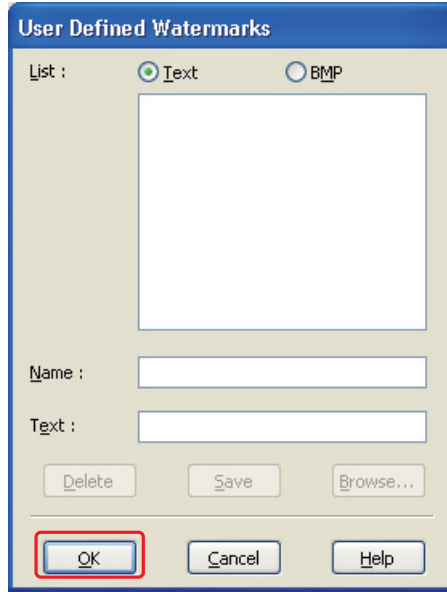 User Defined Watermarks
List : Text BMP
Name :
Text :
Delete Save Browse...
OK Cancel Help